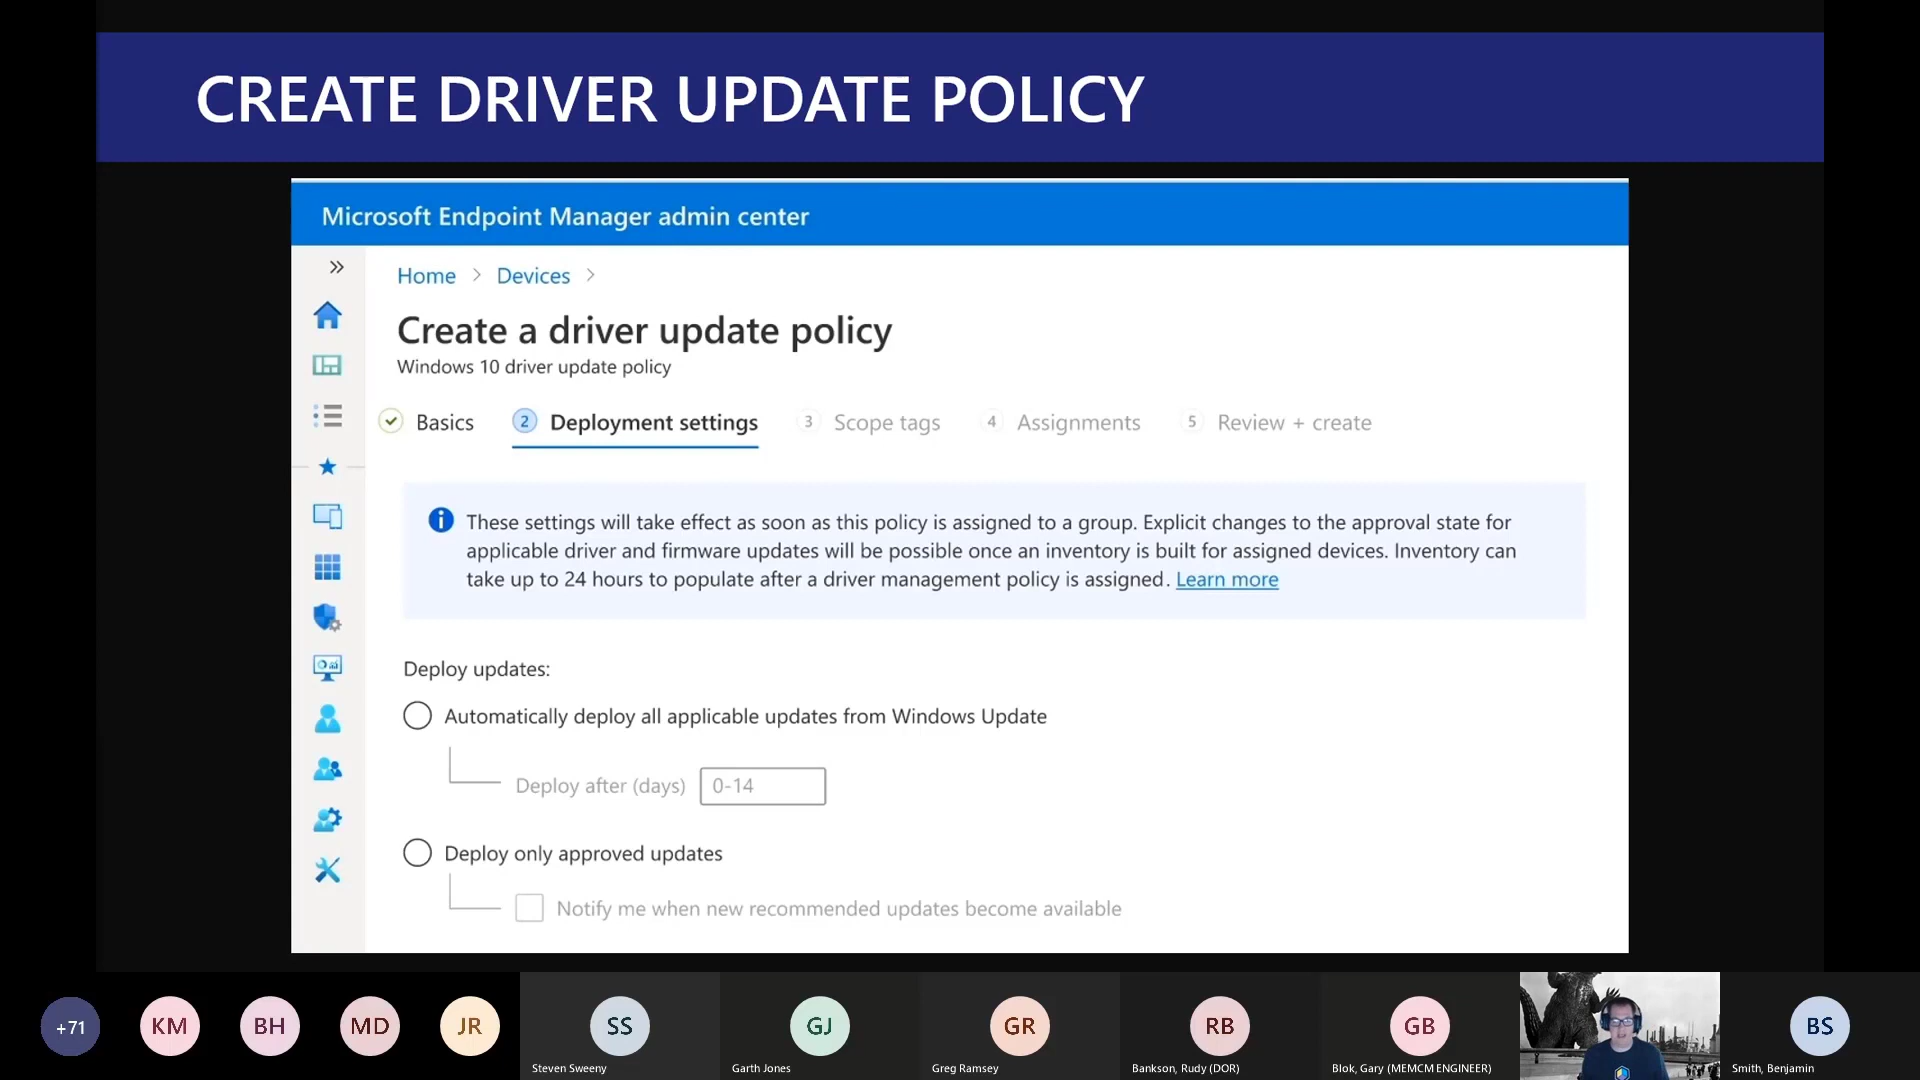 CREATE DRIVER UPDATE POLICY
Microsoft Endpoint Manager admin center
Home > Devices >
Create a driver update policy
Windows 10 driver update policy
Basics 2 Deployment settings 3 Scope tags 4 Assignments 5 Review + create
These settings will take effect as soon as this policy is assigned to a group. Explicit changes to the approval state for
applicable driver and firmware updates will be possible once an inventory is built for assigned devices. Inventory can
take up to 24 hours to populate after a driver management policy is assigned. Learn more
Deploy updates:
Automatically deploy all applicable updates from Windows Update
Deploy after (days) 0-14
Deploy only approved updates
Notify me when new recommended updates become available
+71 KM BH MD JR SS GJ GR RB GB BS
Steven Sweeny Garth Jones Greg Ramsey Bankson, Rudy (DOR) Blok, Gary (MEMCM ENGINEER) Smith, Benjamin